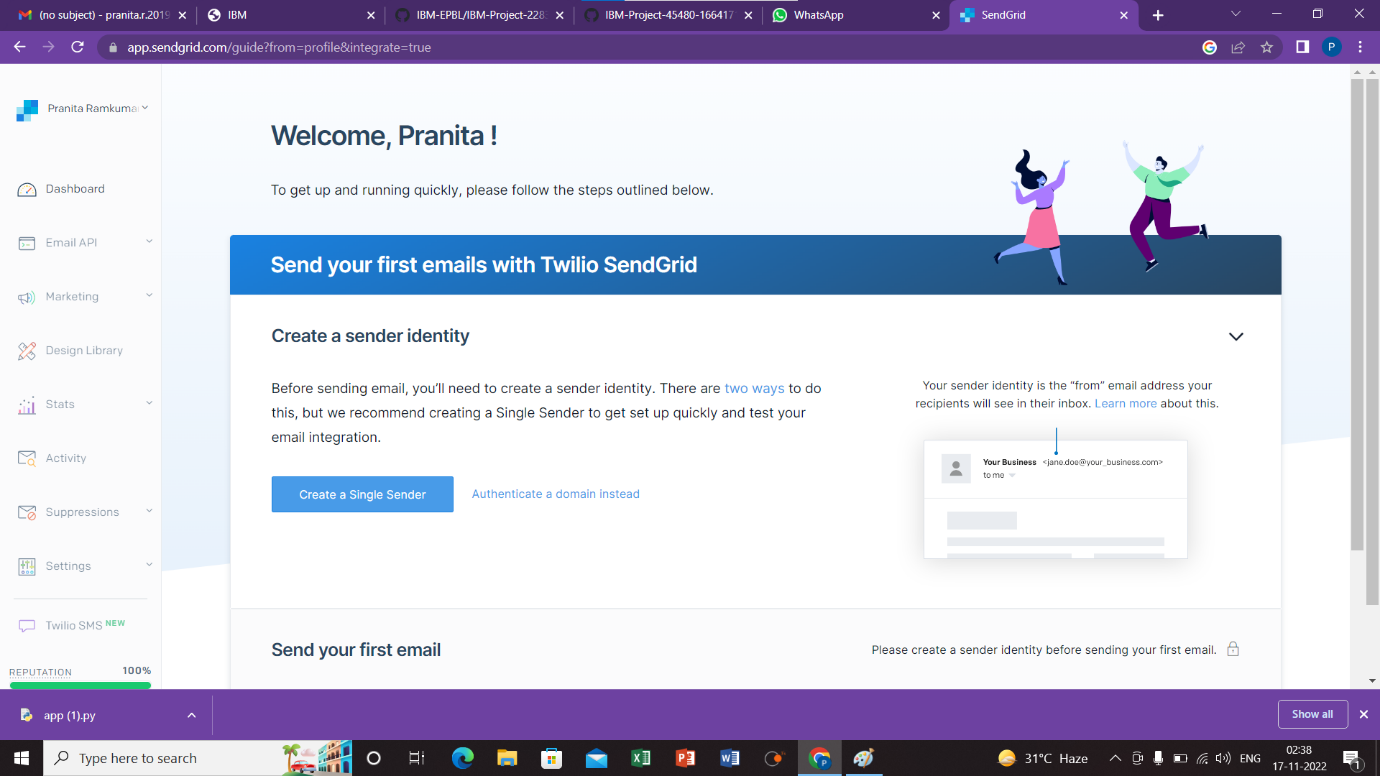 (no subject) - pranita.r.2019
IBM
IBM-EPBL/IBM-Project-228
IBM-Project-45480-166417
WhatsApp
SendGrid
app.sendgrid.com/guide?from=profile&integrate=true
P
Pranita Ramkuma
Dashboard
Email API
Marketing
Design Library
Stats
Activity
Suppressions
Settings
Twilio SMS NEW
REPUTATION 100%
Welcome, Pranita !
To get up and running quickly, please follow the steps outlined below.
Send your first emails with Twilio SendGrid
Create a sender identity
Before sending email, you'll need to create a sender identity. There are two ways to do
this, but we recommend creating a Single Sender to get set up quickly and test your
email integration.
Create a Single Sender
Authenticate a domain instead
Your sender identity is the "from" email address your
recipients will see in their inbox. Learn more about this.
Your Business <jane.doe@your_business.com>
to me
Send your first email
Please create a sender identity before sending your first email.
app (1).py
Show all
Type here to search
31°C Haze
ENG
02:38
17-11-2022
1